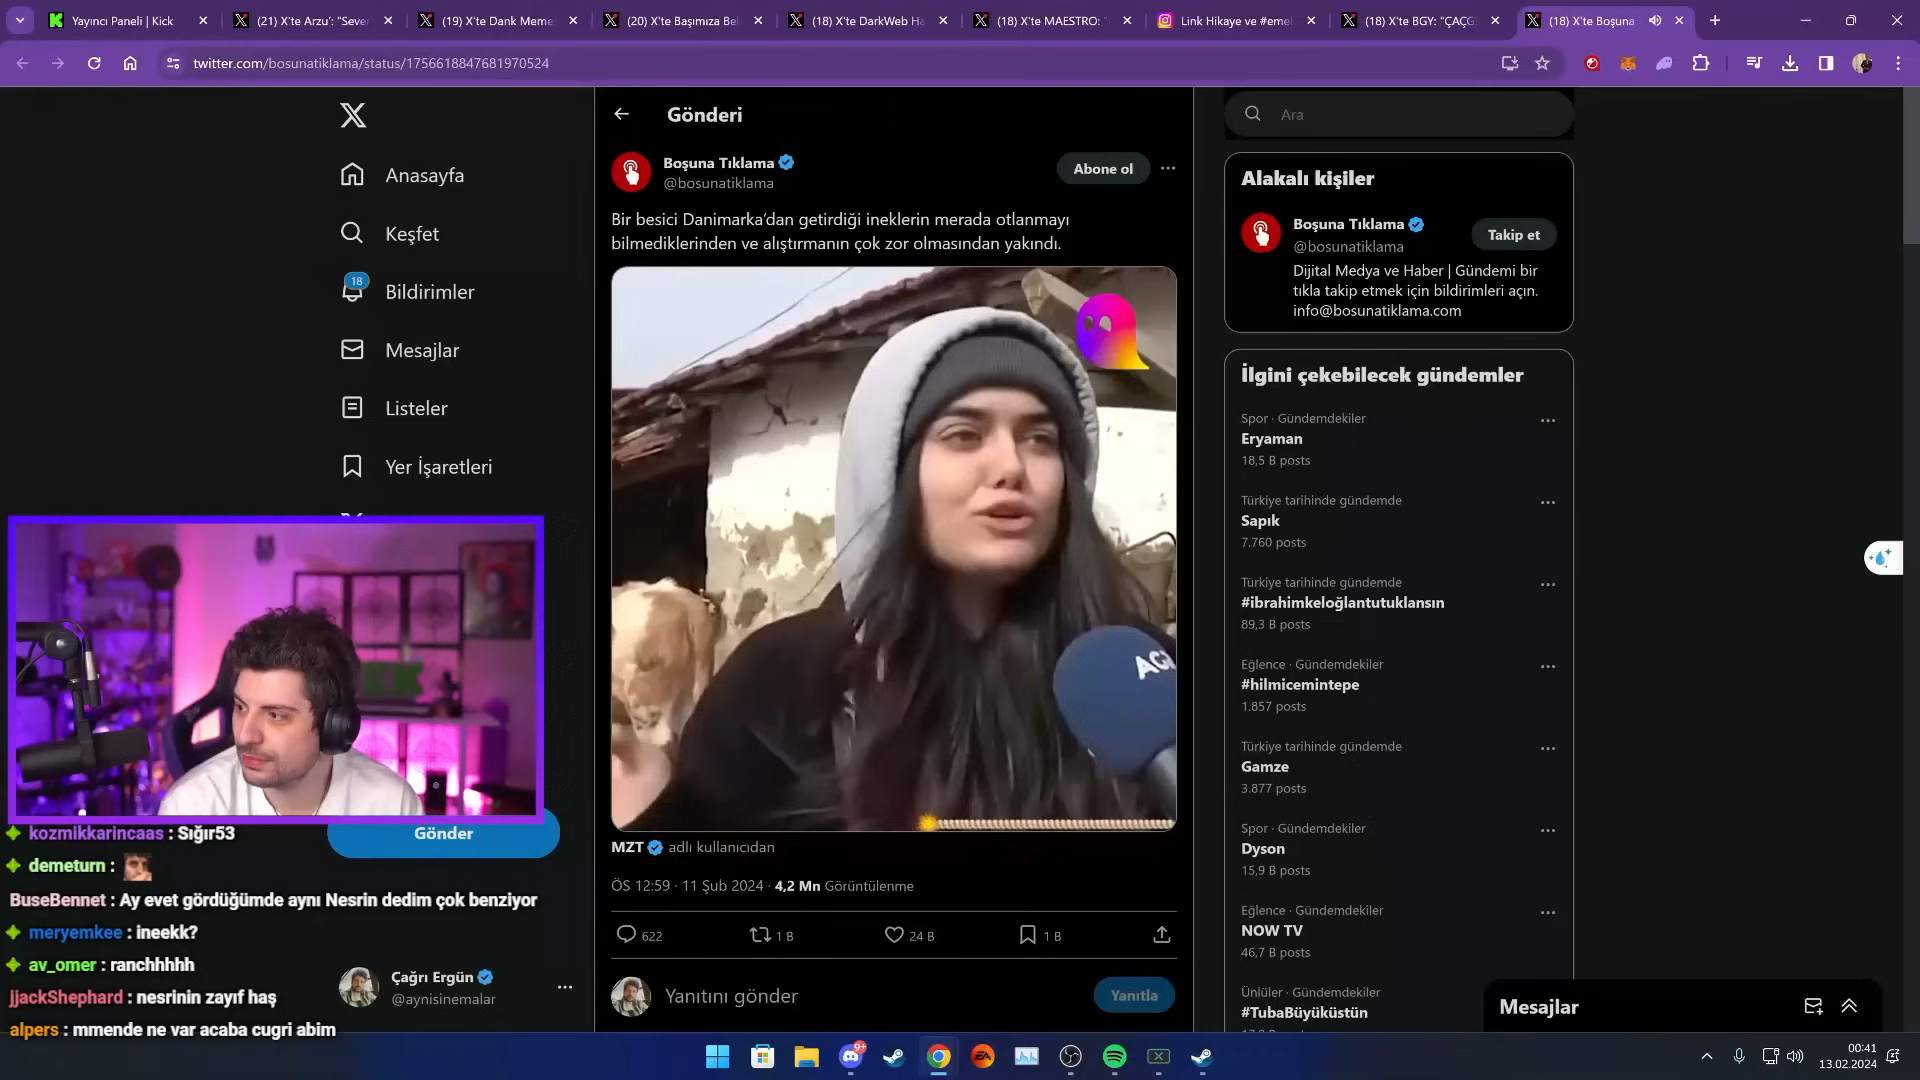 Yayıncı Paneli | Kick
(21) X'te Arzu': "Sever
(19) X'te Dank Meme
(20) X'te Başımıza Bel
(18) X'te DarkWeb Ha
(18) X'te MAESTRO: "
Link Hikaye ve #emel
(18) X'te BGY: "ÇAÇG
(18) X'te Boşuna
twitter.com/bosunatiklama/status/1756618847681970524
Anasayfa
Keşfet
18
Bildirimler
Mesajlar
Listeler
Yer İşaretleri
Gönder
kozmikkarincaas : Sığır53
demeturn :
BuseBennet : Ay evet gördüğümde aynı Nesrin dedim çok benziyor
meryemkee : ineekk?
av_omer : ranchhhhh
jjackShephard : nesrinin zayıf haş
alpers : mmende ne var acaba cugri abim
Çağrı Ergün
@aynisinemalar
Gönderi
Boşuna Tıklama
@bosunatiklama
Abone ol
Bir besici Danimarka'dan getirdiği ineklerin merada otlanmayı
bilmediklerinden ve alıştırmanın çok zor olmasından yakındı.
MZT adlı kullanıcıdan
ÖS 12:59 · 11 Şub 2024 · 4,2 Mn Görüntülenme
622
1 B
24 B
1 B
Yanıtını gönder
Yanıtla
Ara
Alakalı kişiler
Boşuna Tıklama
@bosunatiklama
Takip et
Dijital Medya ve Haber | Gündemi bir
tıkla takip etmek için bildirimleri açın.
info@bosunatiklama.com
İlgini çekebilecek gündemler
Spor · Gündemdekiler
Eryaman
18,5 B posts
Türkiye tarihinde gündemde
Sapık
7.760 posts
Türkiye tarihinde gündemde
#ibrahimkeloğlantutuklansın
89,3 B posts
Eğlence · Gündemdekiler
#hilmicemintepe
1.857 posts
Türkiye tarihinde gündemde
Gamze
3.877 posts
Spor · Gündemdekiler
Dyson
15,9 B posts
Eğlence · Gündemdekiler
NOW TV
46,7 B posts
Ünlüler · Gündemdekiler
#TubaBüyüküstün
Mesajlar
9+
00:41
13.02.2024